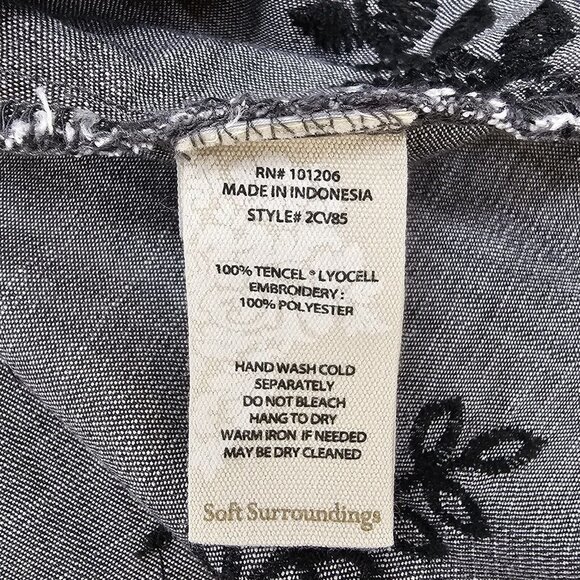 RN# 101206
MADE IN INDONESIA
STYLE# 2CV85
100% TENCEL ® LYOCELL
EMBROIDERY :
100% POLYESTER
HAND WASH COLD
SEPARATELY
DO NOT BLEACH
HANG TO DRY
WARM IRON IF NEEDED
MAY BE DRY CLEANED
Soft Surroundings